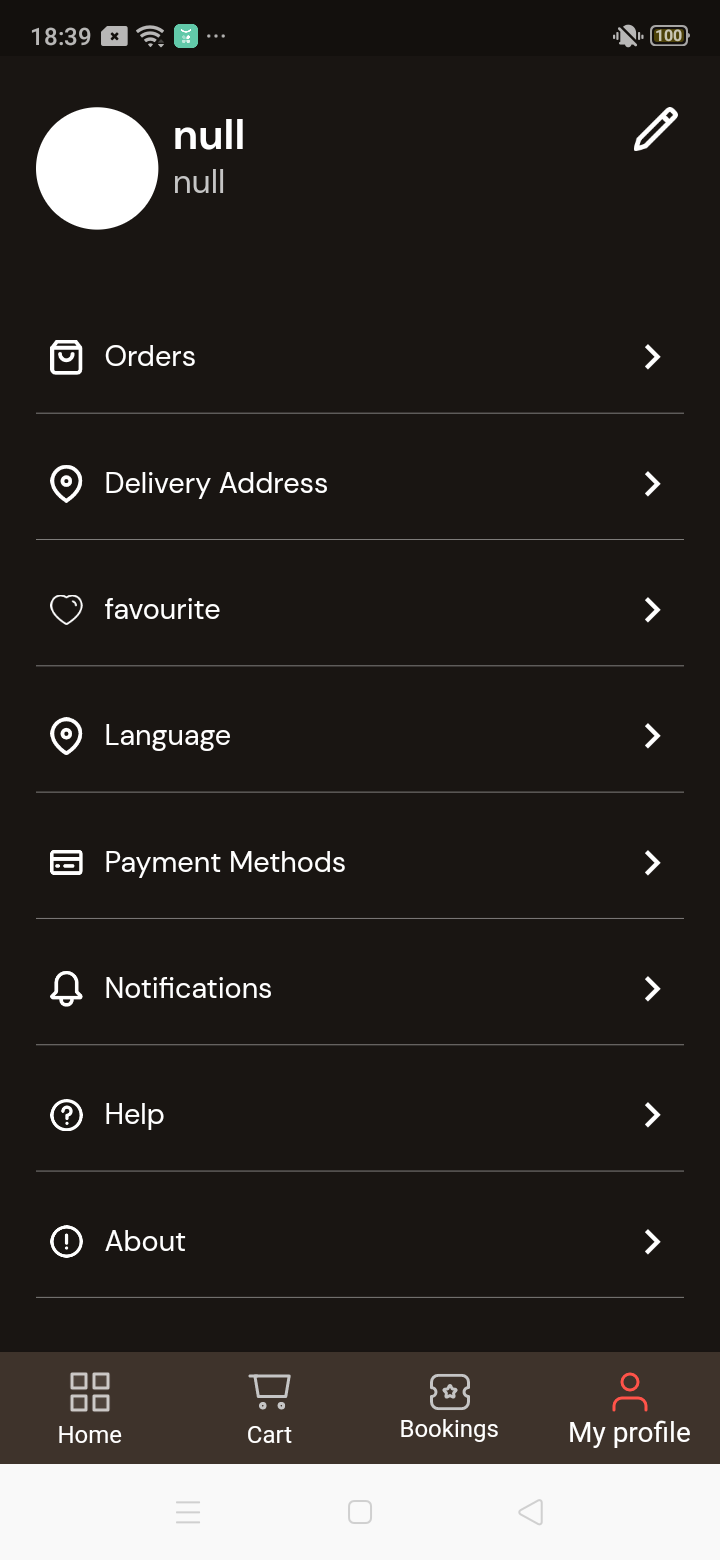 18:39
100
null
null
Orders
Delivery Address
favourite
Language
Payment Methods
Notifications
Help
About
Home
Cart
Bookings
My profile